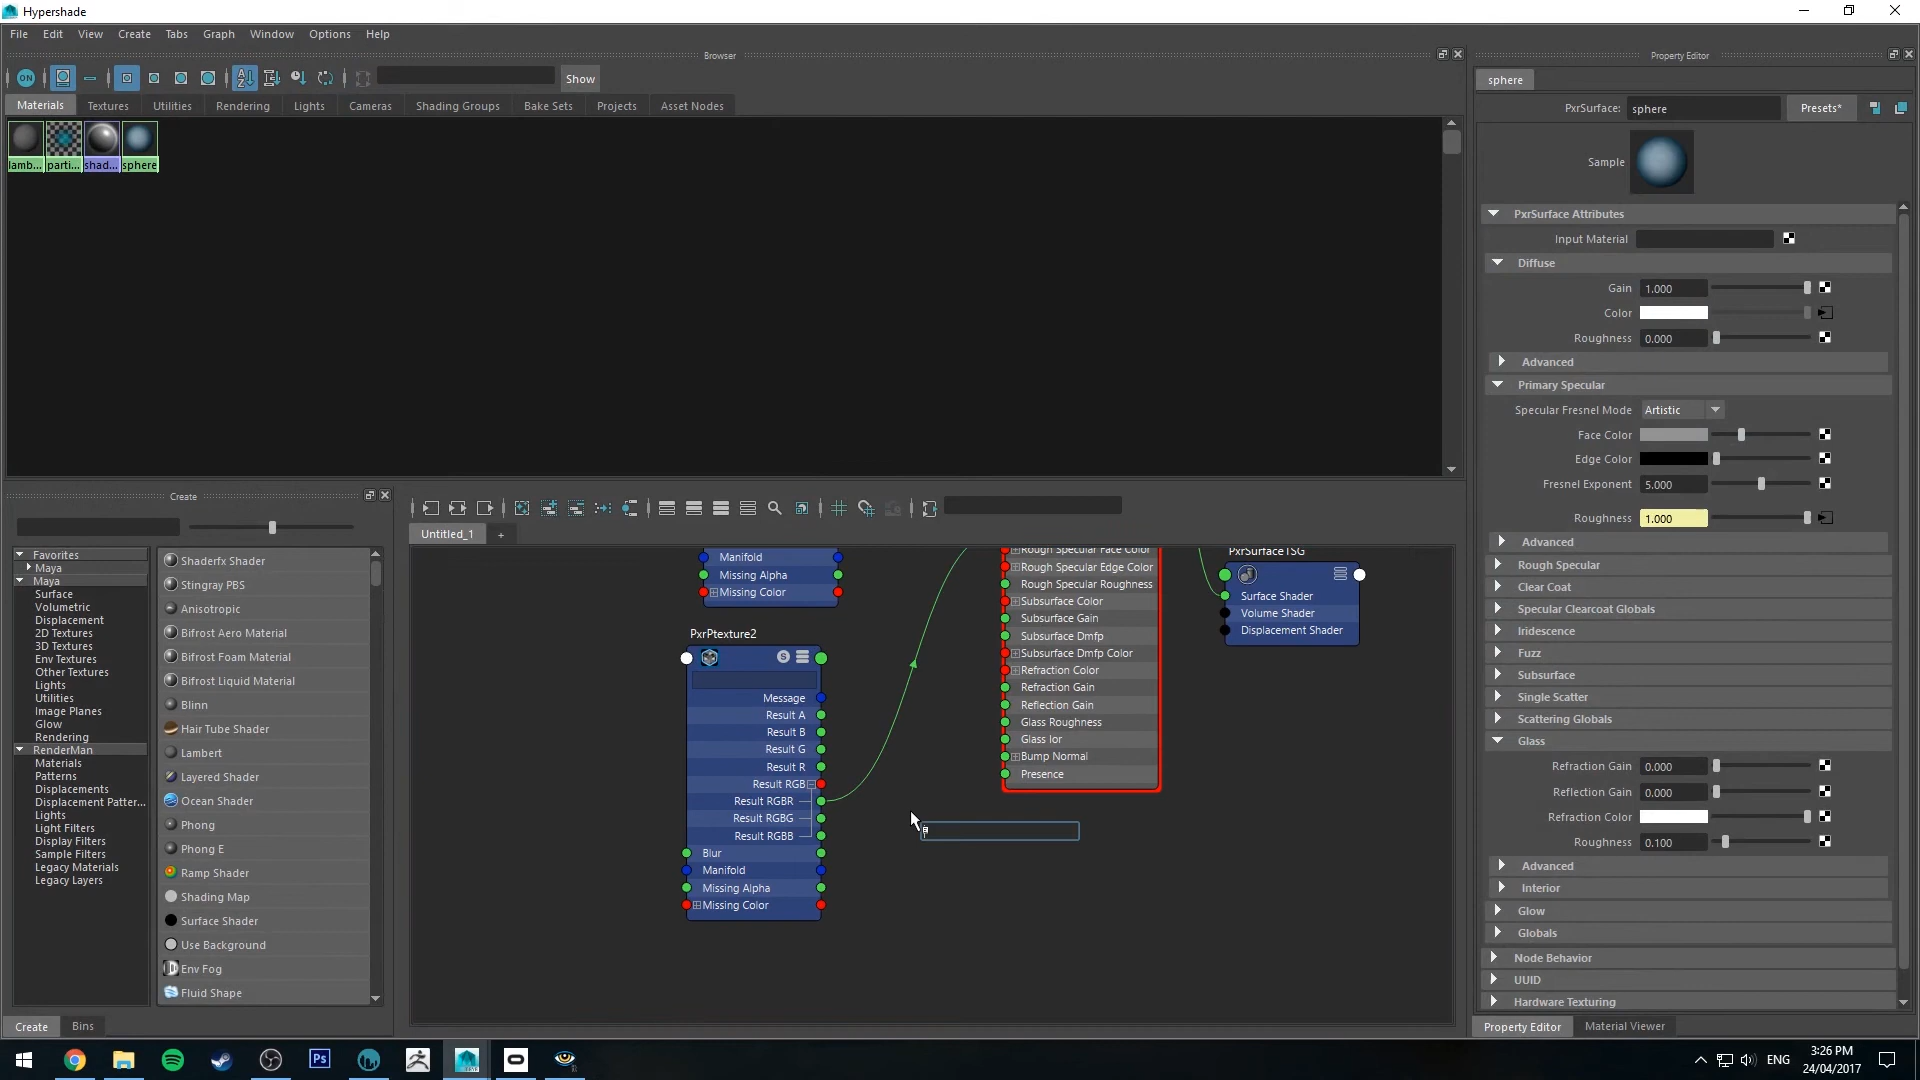 Hypershade
File Edit View Create Tabs Graph Window Options Help
Browser
ON
Show
Materials Textures Utilities Rendering Lights Cameras Shading Groups Bake Sets Projects Asset Nodes
lamb... parti... shad... sphere
Create
Favorites
Maya
Maya
Surface
Volumetric
Displacement
2D Textures
3D Textures
Env Textures
Other Textures
Lights
Utilities
Image Planes
Glow
Rendering
RenderMan
Materials
Patterns
Displacements
Displacement Patter...
Lights
Light Filters
Display Filters
Sample Filters
Legacy Materials
Legacy Layers
Shaderfx Shader
Stingray PBS
Anisotropic
Bifrost Aero Material
Bifrost Foam Material
Bifrost Liquid Material
Blinn
Hair Tube Shader
Lambert
Layered Shader
Ocean Shader
Phong
Phong E
Ramp Shader
Shading Map
Surface Shader
Use Background
Env Fog
Fluid Shape
Create Bins
Untitled_1 +
Manifold
Missing Alpha
Missing Color
PxrPtexture2
S
Message
Result A
Result B
Result G
Result R
Result RGB
Result RGBR
Result RGBG
Result RGBB
Blur
Manifold
Missing Alpha
Missing Color
Rough Specular Face Color
Rough Specular Edge Color
Rough Specular Roughness
Subsurface Color
Subsurface Gain
Subsurface Dmfp
Subsurface Dmfp Color
Refraction Color
Refraction Gain
Reflection Gain
Glass Roughness
Glass Ior
Bump Normal
Presence
PxrSurface1SG
Surface Shader
Volume Shader
Displacement Shader
Property Editor
sphere
PxrSurface: sphere Presets*
Sample
PxrSurface Attributes
Input Material
Diffuse
Gain 1.000
Color
Roughness 0.000
Advanced
Primary Specular
Specular Fresnel Mode Artistic
Face Color
Edge Color
Fresnel Exponent 5.000
Roughness 1.000
Advanced
Rough Specular
Clear Coat
Specular Clearcoat Globals
Iridescence
Fuzz
Subsurface
Single Scatter
Scattering Globals
Glass
Refraction Gain 0.000
Reflection Gain 0.000
Refraction Color
Roughness 0.100
Advanced
Interior
Glow
Globals
Node Behavior
UUID
Hardware Texturing
Property Editor Material Viewer
Ps
ENG
3:26 PM
24/04/2017